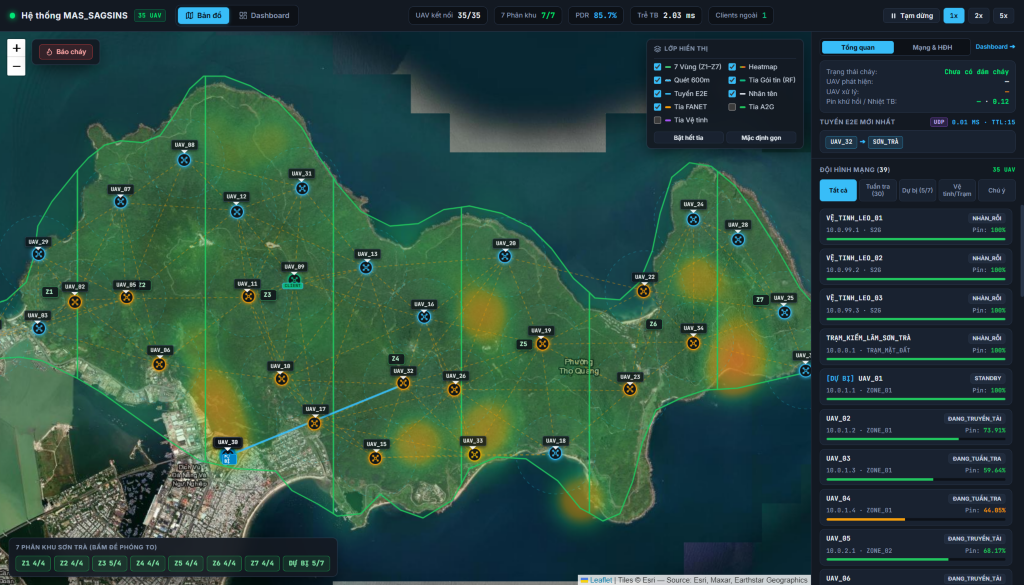 Hệ thống MAS_SAGSINS 35 UAV Bản đồ Dashboard UAV kết nối 35/35 7 Phân khu 7/7 PDR 85.7% Trễ TB 2.03 ms Clients ngoài 1 Tạm dừng 1x 2x 5x
+
−
Báo cháy
LỚP HIỂN THỊ
7 Vùng (Z1–Z7) Heatmap
Quét 600m Tia Gói tin (RF)
Tuyến E2E Nhãn tên
Tia FANET Tia A2G
Tia Vệ tinh
Bật hết tia Mặc định gọn
UAV_08
UAV_31
UAV_07
UAV_12
UAV_24
UAV_28
UAV_29
UAV_13
UAV_20
UAV_09
UAV_22
Z1
UAV_02
UAV_05
Z2
UAV_11
Z3
UAV_16
Z7
UAV_25
UAV_03
UAV_19
Z5
Z6
UAV_34
UAV_06
Z4
UAV_10
UAV_32
UAV_26
UAV_23
Phường
Thọ Quang
UAV_17
UAV_30
UAV_15
UAV_33
UAV_18
7 PHÂN KHU SƠN TRÀ (BẤM ĐỂ PHÓNG TO)
Z1 4/4 Z2 4/4 Z3 5/4 Z4 4/4 Z5 4/4 Z6 4/4 Z7 4/4 DỰ BỊ 5/7
Leaflet | Tiles © Esri — Source: Esri, Maxar, Earthstar Geographics
Tổng quan Mạng & HĐH Dashboard ➔
Trạng thái cháy: Chưa có đám cháy
UAV phát hiện: —
UAV xử lý: —
Pin khứ hồi / Nhiệt TB: — · 0.12
TUYẾN E2E MỚI NHẤT UDP 0.01 MS · TTL:15
UAV_32 ➔ SƠN_TRÀ
ĐỘI HÌNH MẠNG (39) 35 UAV
Tất cả
Tuần tra (30)
Dự bị (5/7)
Vệ tinh/Trạm
Chú ý
VỆ_TINH_LEO_01 NHÀN_RỖI
10.0.99.1 · S2G Pin: 100%
VỆ_TINH_LEO_02 NHÀN_RỖI
10.0.99.2 · S2G Pin: 100%
VỆ_TINH_LEO_03 NHÀN_RỖI
10.0.99.3 · S2G Pin: 100%
TRẠM_KIỂM_LÂM_SƠN_TRÀ NHÀN_RỖI
10.0.0.1 · TRẠM_MẶT_ĐẤT Pin: 100%
[DỰ BỊ] UAV_01 STANDBY
10.0.1.1 · ZONE_01 Pin: 100%
UAV_02 ĐANG_TRUYỀN_TẢI
10.0.1.2 · ZONE_01 Pin: 73.91%
UAV_03 ĐANG_TUẦN_TRA
10.0.1.3 · ZONE_01 Pin: 59.64%
UAV_04 ĐANG_TUẦN_TRA
10.0.1.4 · ZONE_01 Pin: 44.05%
UAV_05 ĐANG_TRUYỀN_TẢI
10.0.2.1 · ZONE_02 Pin: 68.17%
UAV_06 ĐANG_TRUYỀN_TẢI